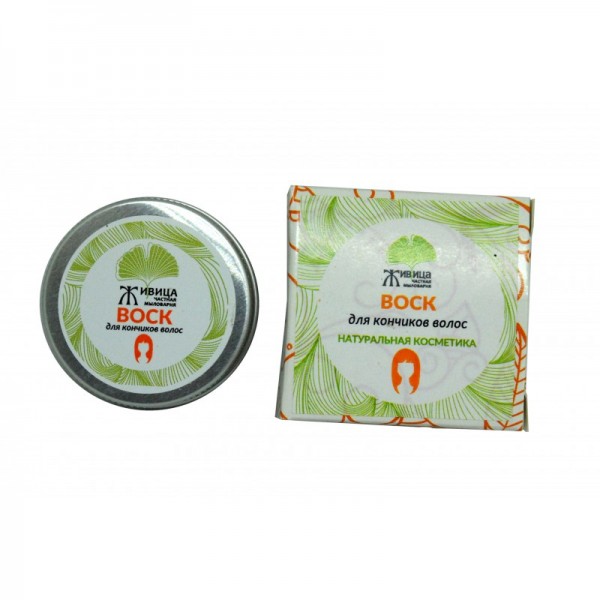 Живица
частная
мыловарня
ВОСК
для кончиков волос
Живица
частная
мыловарня
ВОСК
для кончиков волос
НАТУРАЛЬНАЯ КОСМЕТИКА